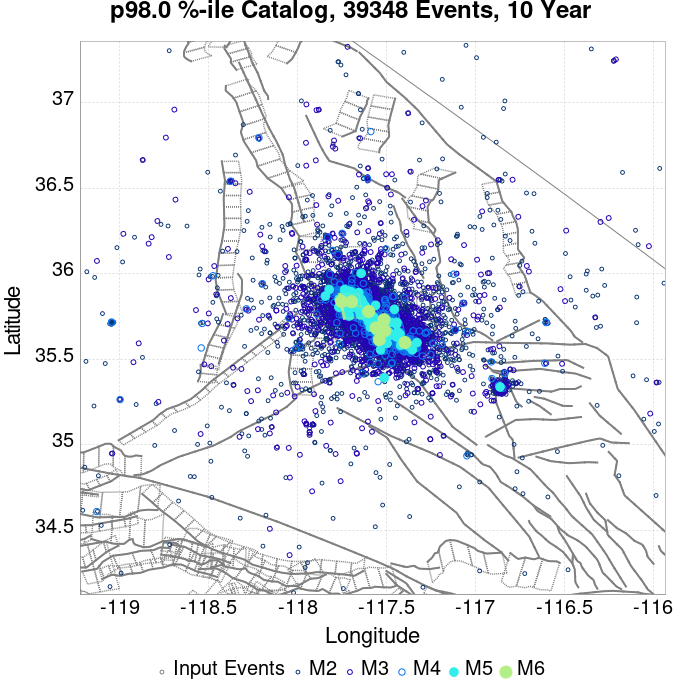 p98.0 %-ile Catalog, 39348 Events, 10 Year
37
36.5
36
35.5
35
34.5
Latitude
-119 -118.5 -118 -117.5 -117 -116.5 -116
Longitude
Input Events M2 M3 M4 M5 M6